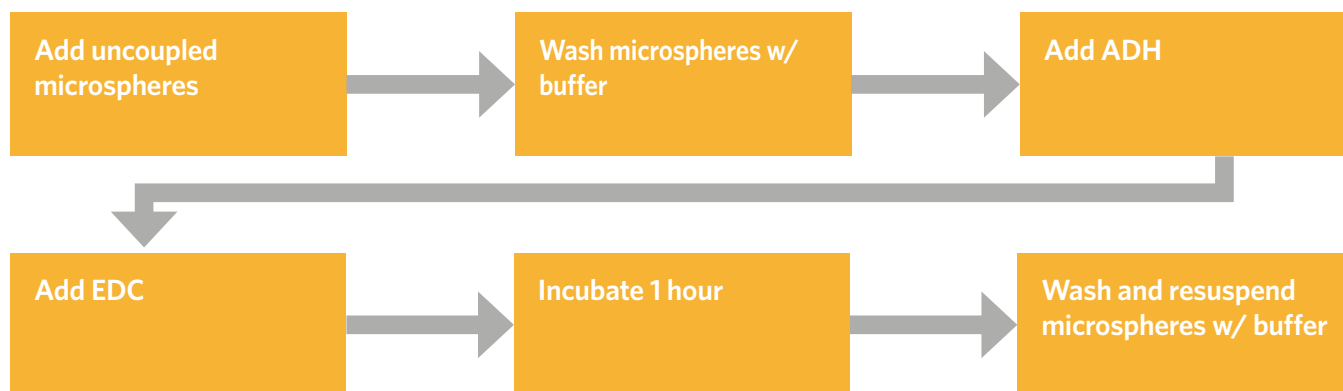 Add uncoupled
microspheres
Wash microspheres w/
buffer
Add ADH
Add EDC
Incubate 1 hour
Wash and resuspend
microspheres w/ buffer